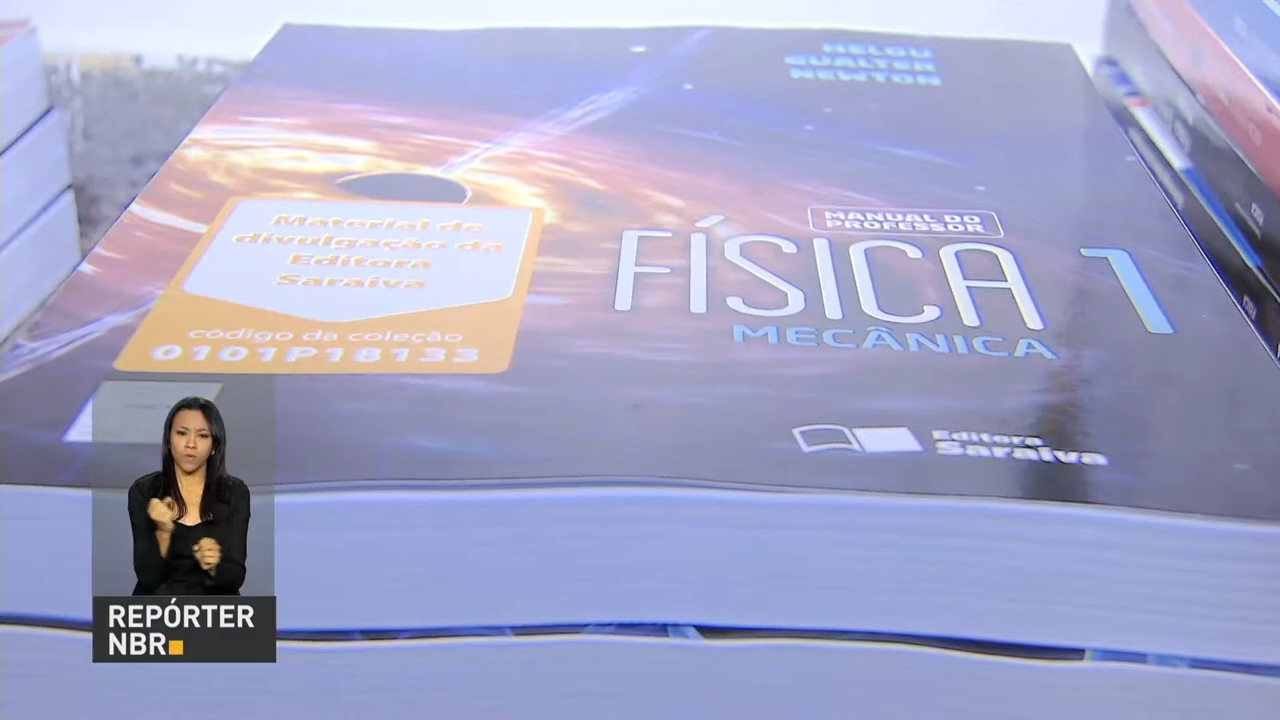 HELOU
GUALTER
NEWTON
MANUAL DO
PROFESSOR
FÍSICA 1
MECÂNICA
Material de
divulgação da
Editora
Saraiva
código da coleção
0101P18133
Editora
Saraiva
REPÓRTER
NBR